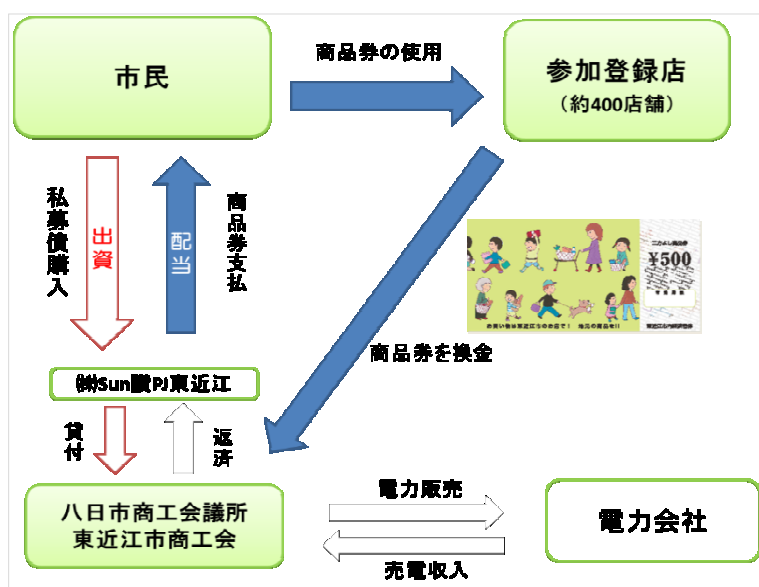 市民
商品券の使用
参加登録店
（約400店舗）
私募債購入
出資
配当
商品券支払
¥500
商品券を換金
㈱Sun讃PJ東近江
貸付
返済
八日市商工会議所
東近江市商工会
電力販売
売電収入
電力会社